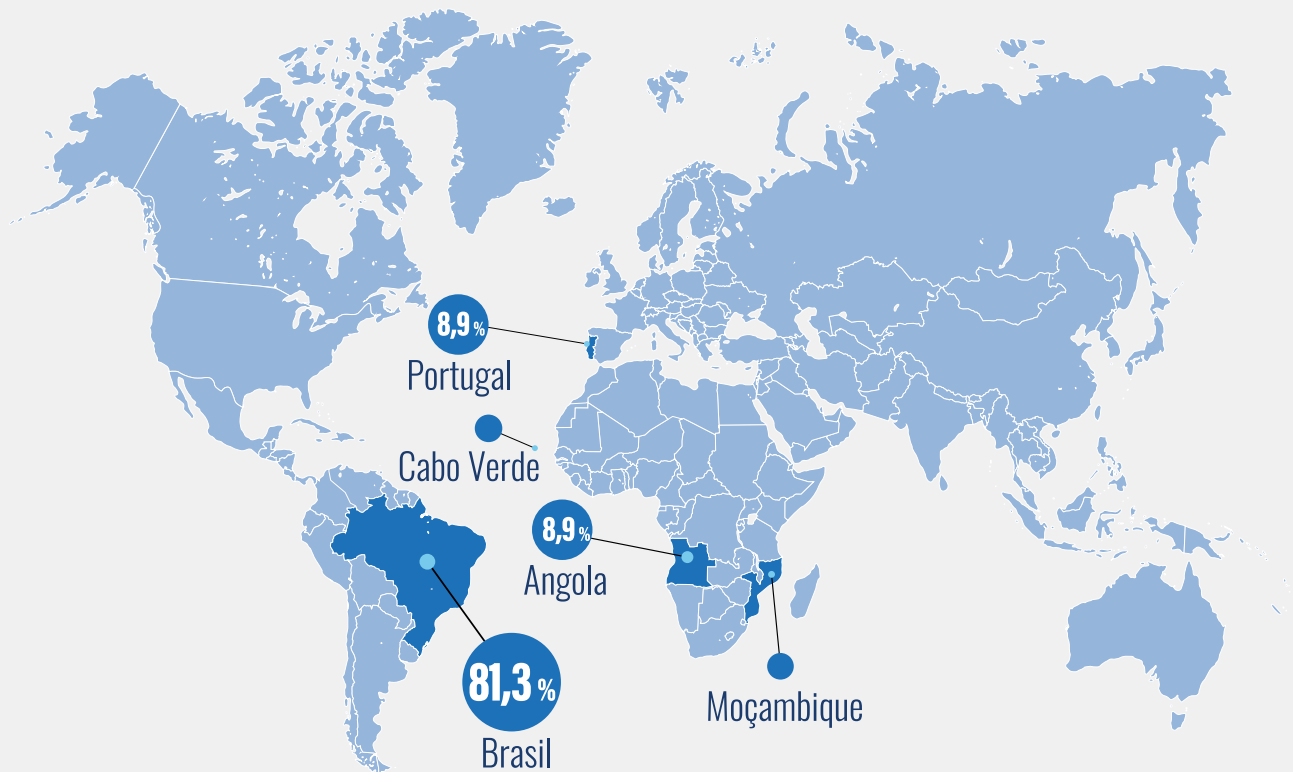 8,9 %
Portugal
Cabo Verde
8,9 %
Angola
81,3 %
Brasil
Moçambique